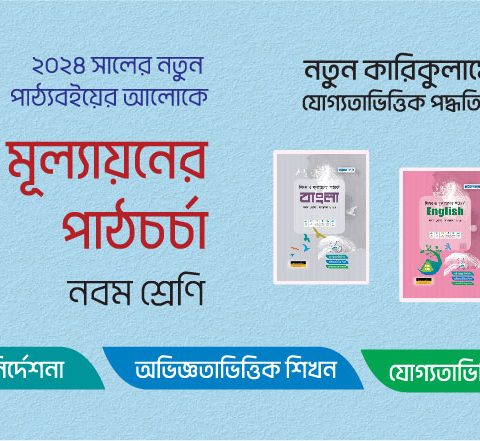 ২০২৪ সালের নতুন
পাঠ্যবইয়ের আলোকে
মূল্যায়নের
পাঠচর্চা
নবম শ্রেণি
নতুন কারিকুলামে
যোগ্যতাভিত্তিক পদ্ধতি
বাংলা
English
নির্দেশনা
অভিজ্ঞতাভিত্তিক শিখন
যোগ্যতাভি